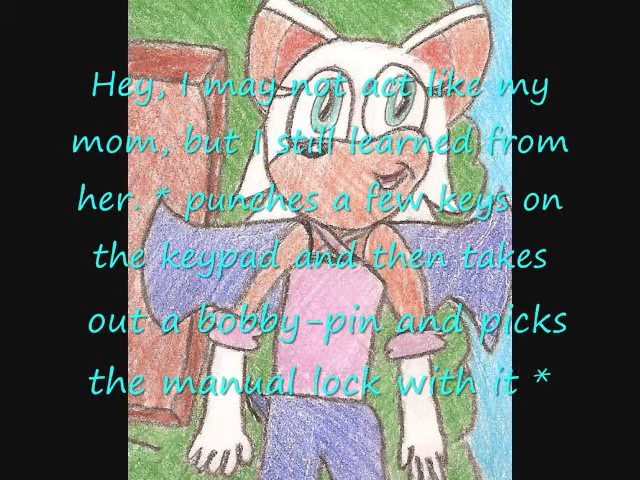 Hey, I may not act like my
mom, but I still learned from
her. * punches a few keys on
the keypad and then takes
out a bobby-pin and picks
the manual lock with it *